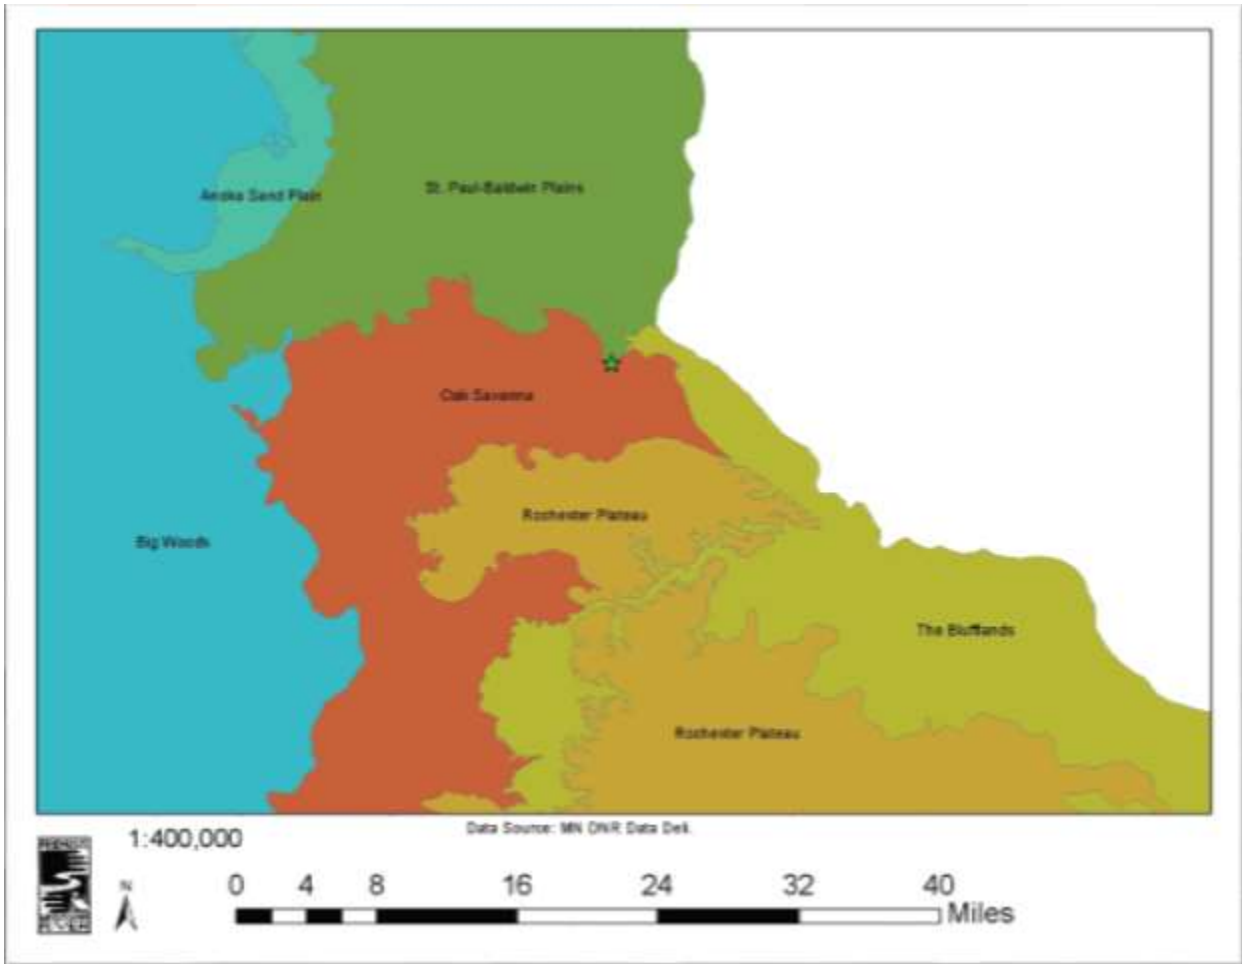 St. Paul-Baldwin Plains
Anoka Sand Plain
Oak Savanna
Rochester Plateau
Big Woods
The Blufflands
Rochester Plateau
Data Source: MN DNR Data Deli.
1:400,000
N
0 4 8 16 24 32 40
Miles